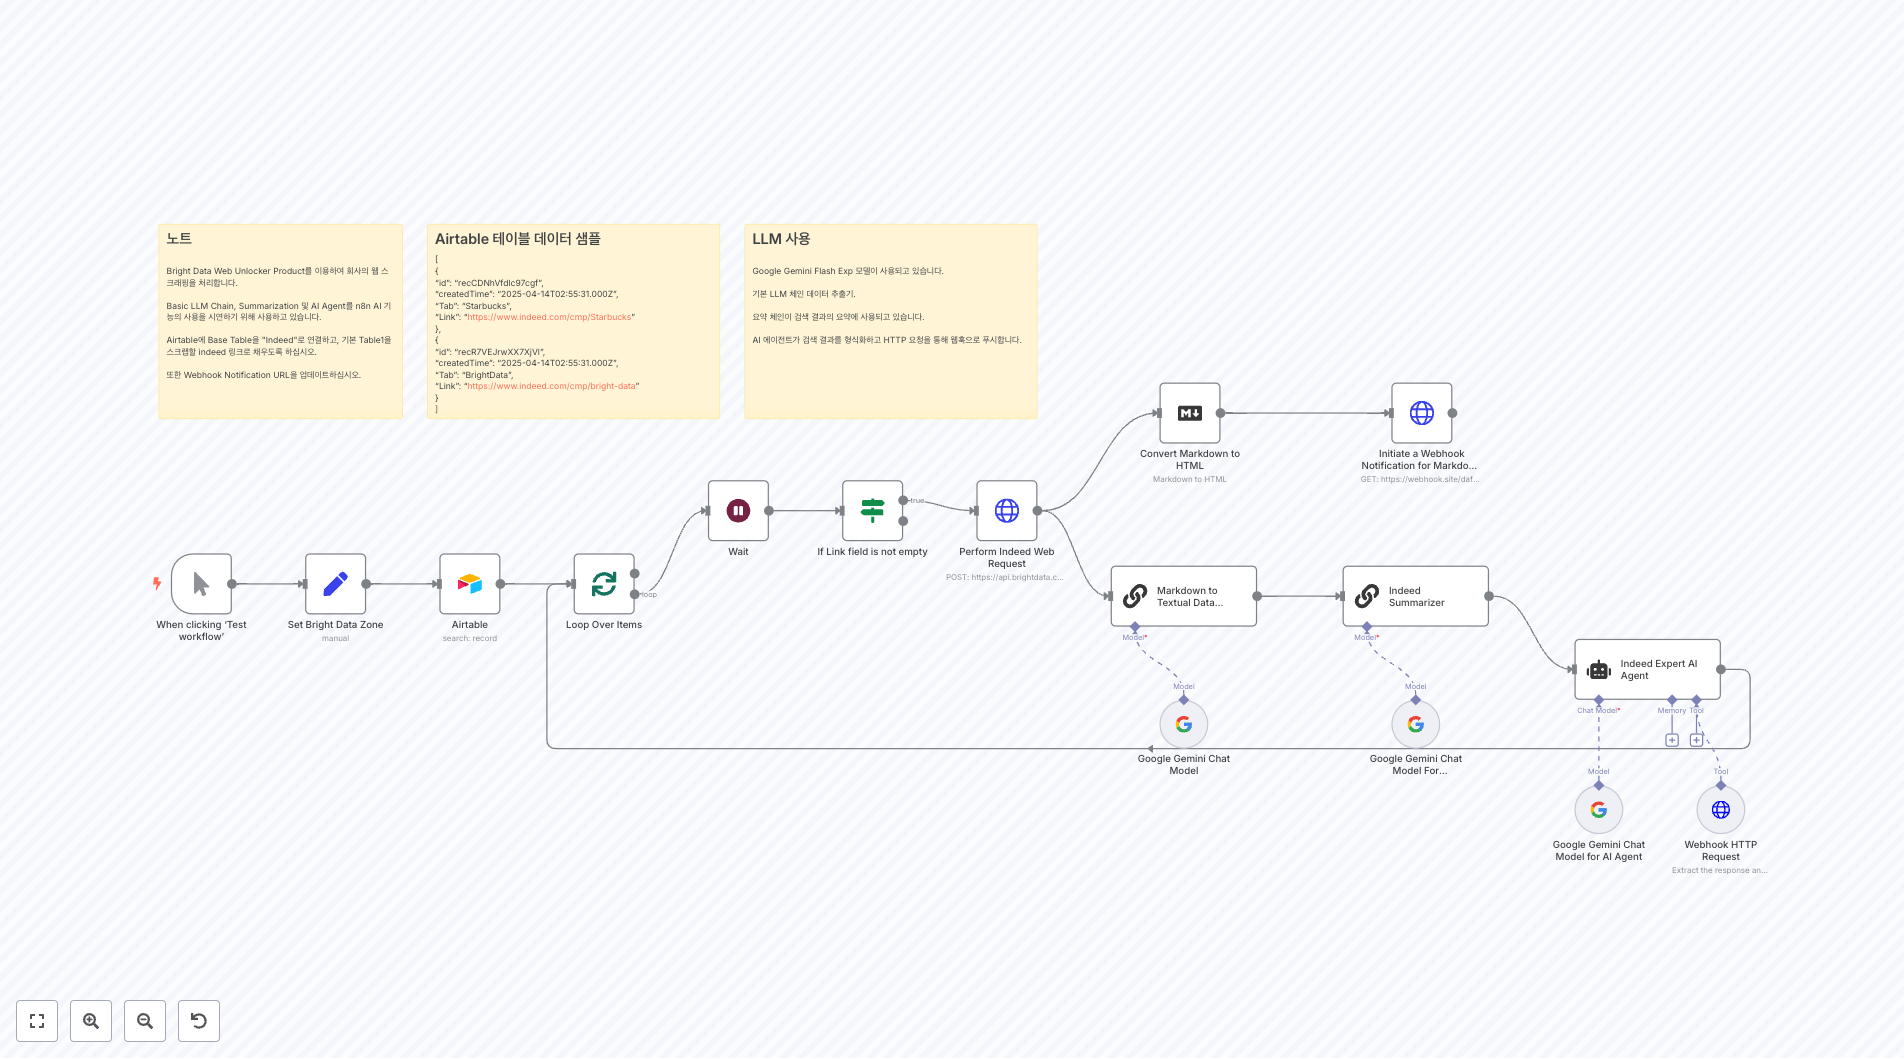 노트
Bright Data Web Unlocker Product를 이용하여 회사의 웹 스
크래핑을 처리합니다.
Basic LLM Chain, Summarization 및 AI Agent를 n8n AI 기
능의 사용을 시연하기 위해 사용하고 있습니다.
Airtable에 Base Table을 "Indeed"로 연결하고, 기본 Table1을
스크랩할 indeed 링크로 채우도록 하십시오.
또한 Webhook Notification URL을 업데이트하십시오.
Airtable 테이블 데이터 샘플
[
{
“id”: “recCDNhVfdlc97cgf”,
“createdTime”: “2025-04-14T02:55:31.000Z”,
“Tab”: “Starbucks”,
“Link”: “https://www.indeed.com/cmp/Starbucks”
},
{
“id”: “recR7VEJrwXX7XjVl”,
“createdTime”: “2025-04-14T02:55:31.000Z”,
“Tab”: “BrightData”,
“Link”: “https://www.indeed.com/cmp/bright-data”
}
]
LLM 사용
Google Gemini Flash Exp 모델이 사용되고 있습니다.
기본 LLM 체인 데이터 추출기.
요약 체인이 검색 결과의 요약에 사용되고 있습니다.
AI 에이전트가 검색 결과를 형식화하고 HTTP 요청을 통해 웹훅으로 푸시합니다.
Convert Markdown to
HTML
Markdown to HTML
Initiate a Webhook
Notification for Markdo...
GET: https://webhook.site/daf...
Wait
true
If Link field is not empty
Perform Indeed Web
Request
POST: https://api.brightdata.c...
When clicking ‘Test
workflow’
Set Bright Data Zone
manual
Airtable
search: record
loop
Loop Over Items
Markdown to
Textual Data...
Model*
Indeed
Summarizer
Model*
Indeed Expert AI
Agent
Chat Model*
Memory
Tool
Model
Google Gemini Chat
Model
Model
Google Gemini Chat
Model For...
Model
Google Gemini Chat
Model for AI Agent
Tool
Webhook HTTP
Request
Extract the response an...